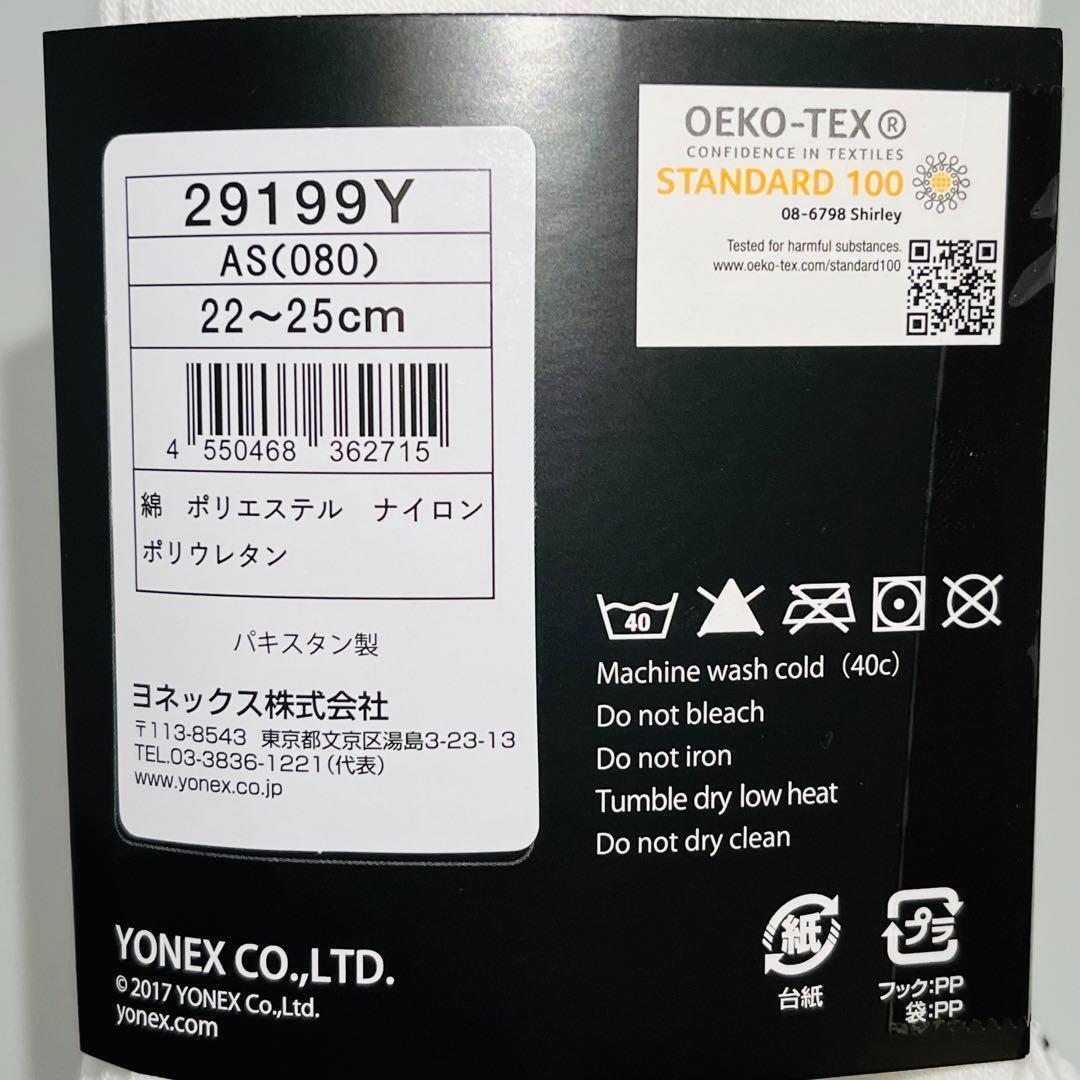 29199Y
AS(080)
22~25cm
4 550468 362715
綿 ポリエステル ナイロン
ポリウレタン
パキスタン製
ヨネックス株式会社
〒113-8543 東京都文京区湯島3-23-13
TEL.03-3836-1221(代表)
www.yonex.co.jp
OEKO-TEX®
CONFIDENCE IN TEXTILES
STANDARD 100
08-6798 Shirley
Tested for harmful substances.
www.oeko-tex.com/standard100
40
Machine wash cold (40c)
Do not bleach
Do not iron
Tumble dry low heat
Do not dry clean
YONEX CO.,LTD.
© 2017 YONEX Co.,Ltd.
yonex.com
紙
台紙
プラ
フック:PP
袋:PP